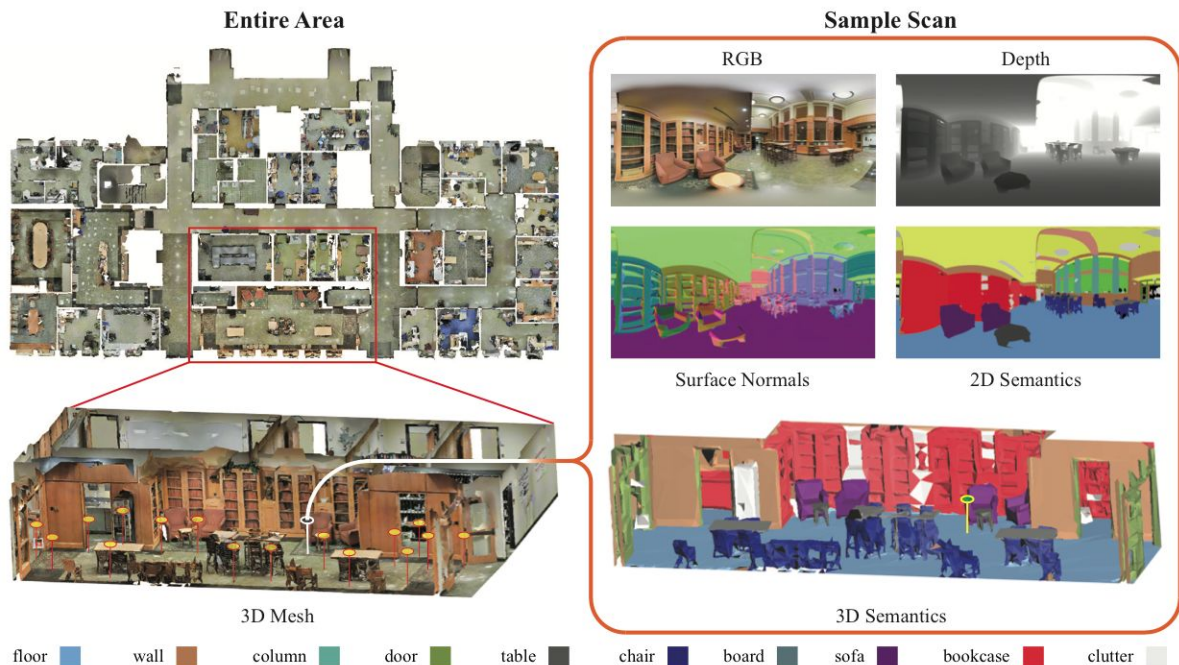 Entire Area
Sample Scan
RGB
Depth
Surface Normals
2D Semantics
3D Mesh
3D Semantics
floor wall column door table chair board sofa bookcase clutter